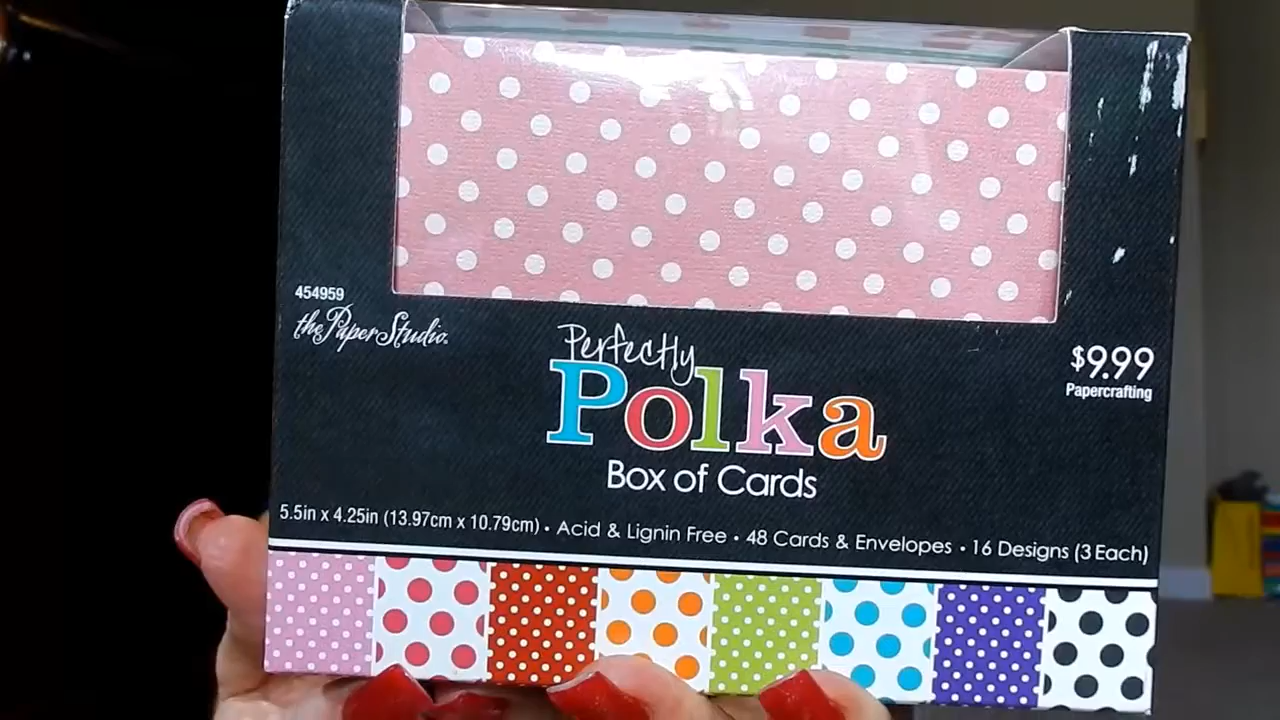 454959
the Paper Studio.
Perfectly
Polka
Box of Cards
$9.99
Papercrafting
5.5in x 4.25in (13.97cm x 10.79cm) • Acid & Lignin Free • 48 Cards & Envelopes • 16 Designs (3 Each)